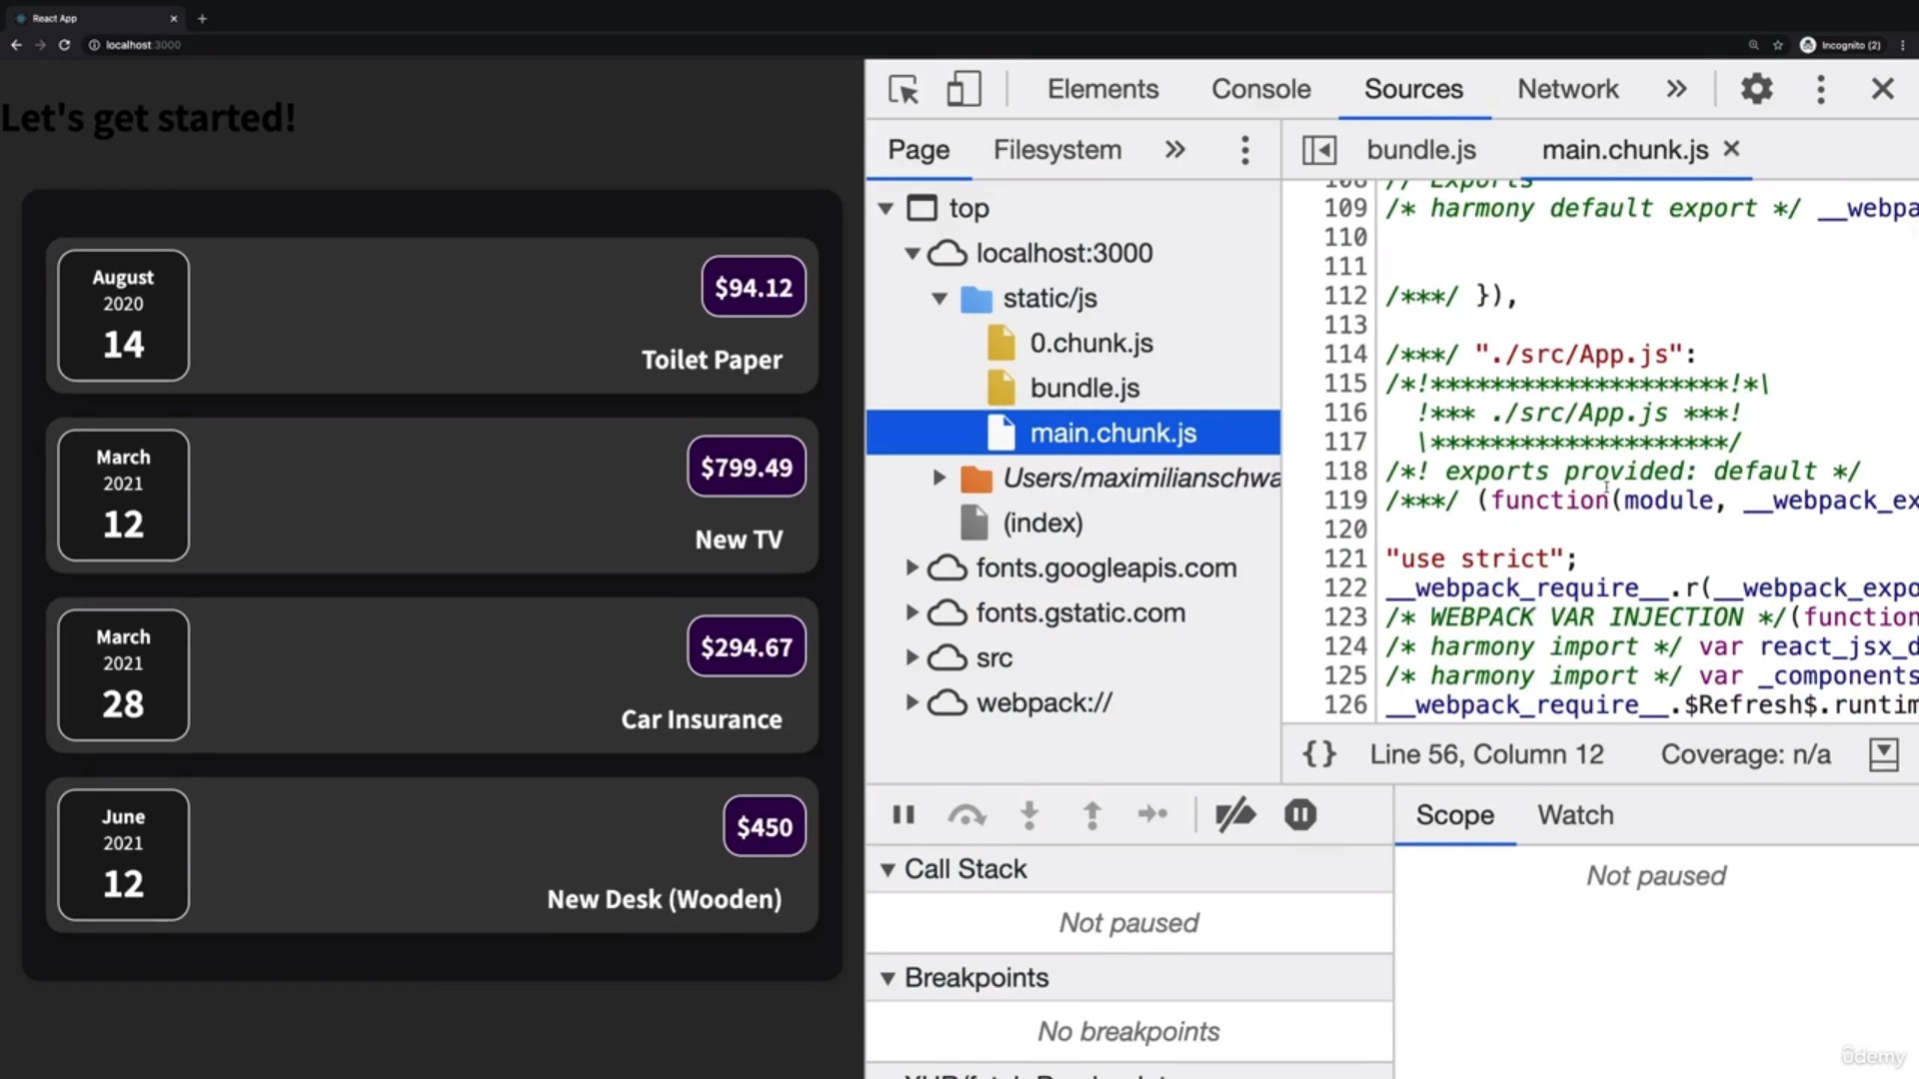 React App
localhost:3000
Incognito (2)
Let's get started!
August
2020
14
$94.12
Toilet Paper
March
2021
12
$799.49
New TV
March
2021
28
$294.67
Car Insurance
June
2021
12
$450
New Desk (Wooden)
Elements Console Sources Network
Page Filesystem
bundle.js main.chunk.js
top
localhost:3000
static/js
0.chunk.js
bundle.js
main.chunk.js
Users/maximilianschwa
(index)
fonts.googleapis.com
fonts.gstatic.com
src
webpack://
108 // Exports
109 /* harmony default export */ __webpa
110
111
112 /***/ }),
113
114 /***/ "./src/App.js":
115 /*!********************!*\
116 !*** ./src/App.js ***!
117 \********************/
118 /*! exports provided: default */
119 /***/ (function(module, __webpack_ex
120
121 "use strict";
122 __webpack_require__.r(__webpack_expo
123 /* WEBPACK VAR INJECTION */(function
124 /* harmony import */ var react_jsx_d
125 /* harmony import */ var _components
126 __webpack_require__.$Refresh$.runtim
{} Line 56, Column 12 Coverage: n/a
Scope Watch
Call Stack
Not paused
Not paused
Breakpoints
No breakpoints
ûdemy